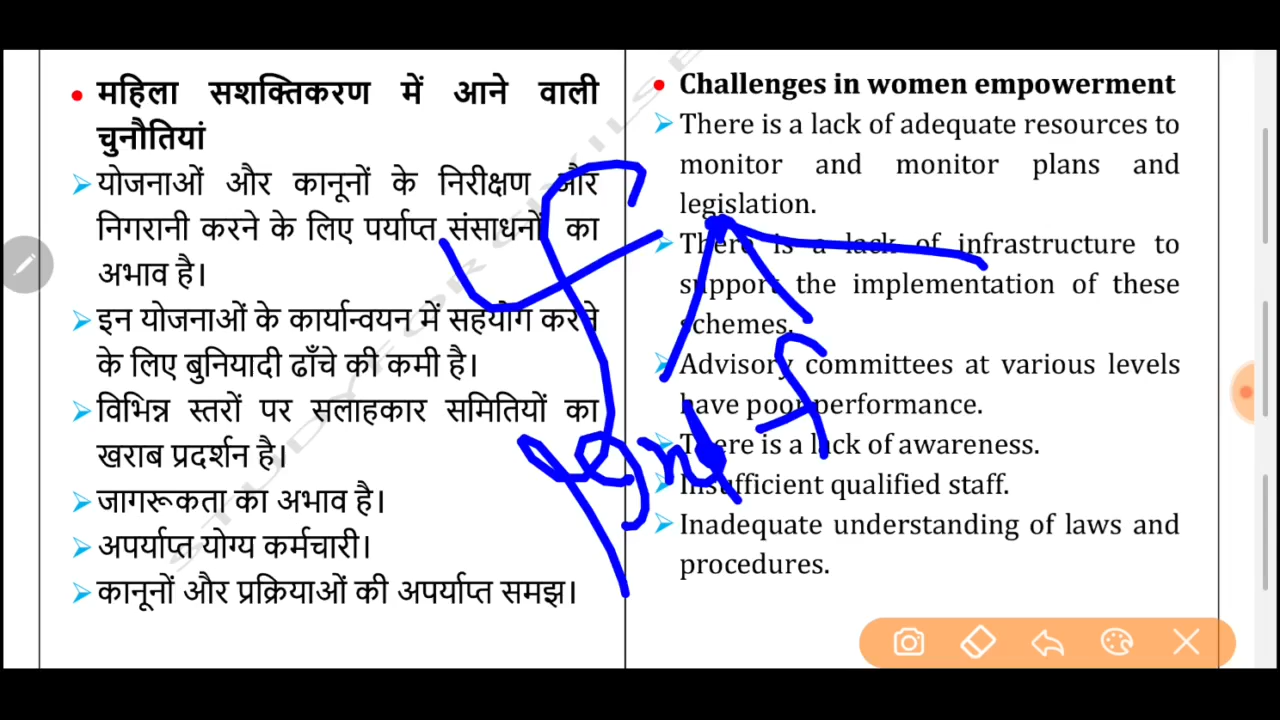 • महिला सशक्तिकरण में आने वाली
चुनौतियां
➢ योजनाओं और कानूनों के निरीक्षण और
निगरानी करने के लिए पर्याप्त संसाधनों का
अभाव है।
➢ इन योजनाओं के कार्यान्वयन में सहयोग करने
के लिए बुनियादी ढाँचे की कमी है।
➢ विभिन्न स्तरों पर सलाहकार समितियों का
खराब प्रदर्शन है।
➢ जागरूकता का अभाव है।
➢ अपर्याप्त योग्य कर्मचारी।
➢ कानूनों और प्रक्रियाओं की अपर्याप्त समझ।
• Challenges in women empowerment
➢ There is a lack of adequate resources to
monitor and monitor plans and
legislation.
➢ There is a lack of infrastructure to
support the implementation of these
schemes.
➢ Advisory committees at various levels
have poor performance.
➢ There is a lack of awareness.
➢ Insufficient qualified staff.
➢ Inadequate understanding of laws and
procedures.